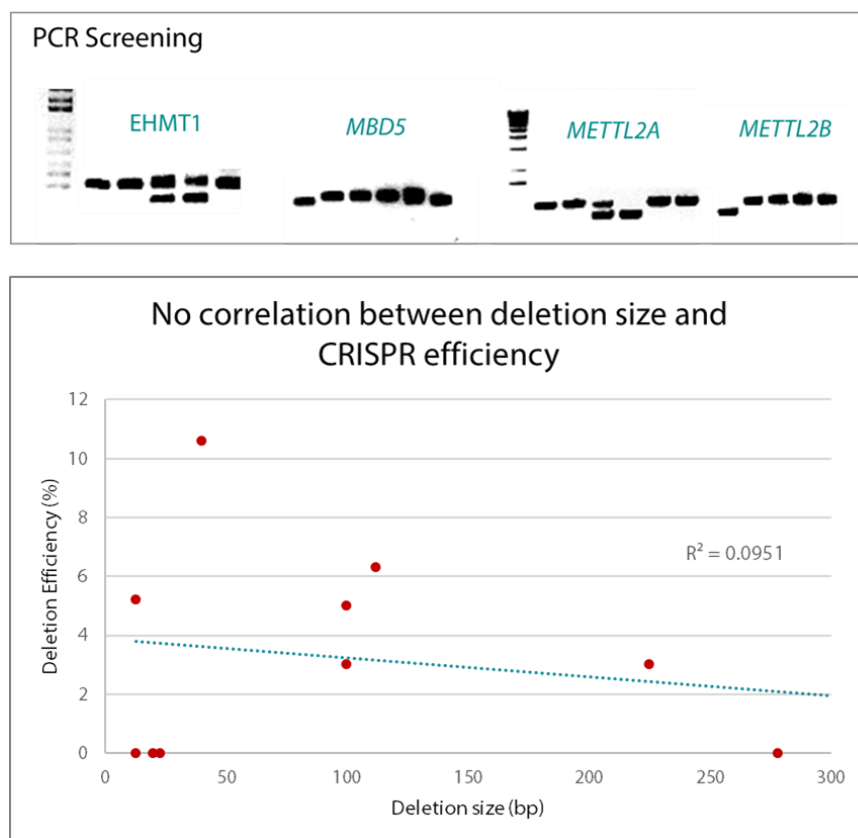 PCR Screening
EHMT1
MBD5
METTL2A
METTL2B
No correlation between deletion size and
CRISPR efficiency
12
10
8
6
4
2
0
Deletion Efficiency (%)
R² = 0.0951
0 50 100 150 200 250 300
Deletion size (bp)